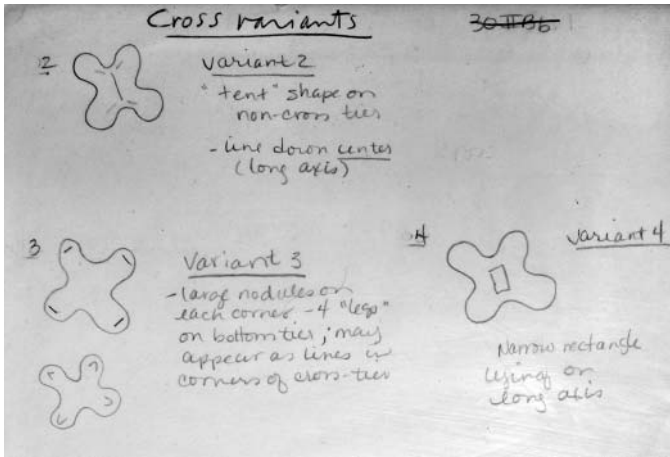 Cross variants
2
variant 2
"tent" shape on
non-cross ties
- line down center
(long axis)
3
Variant 3
- large nodules on
each corner - 4 "legs"
on bottom tier; may
appear as lines in
corners of cross-tier
4
variant 4
Narrow rectangle
lying on
long axis